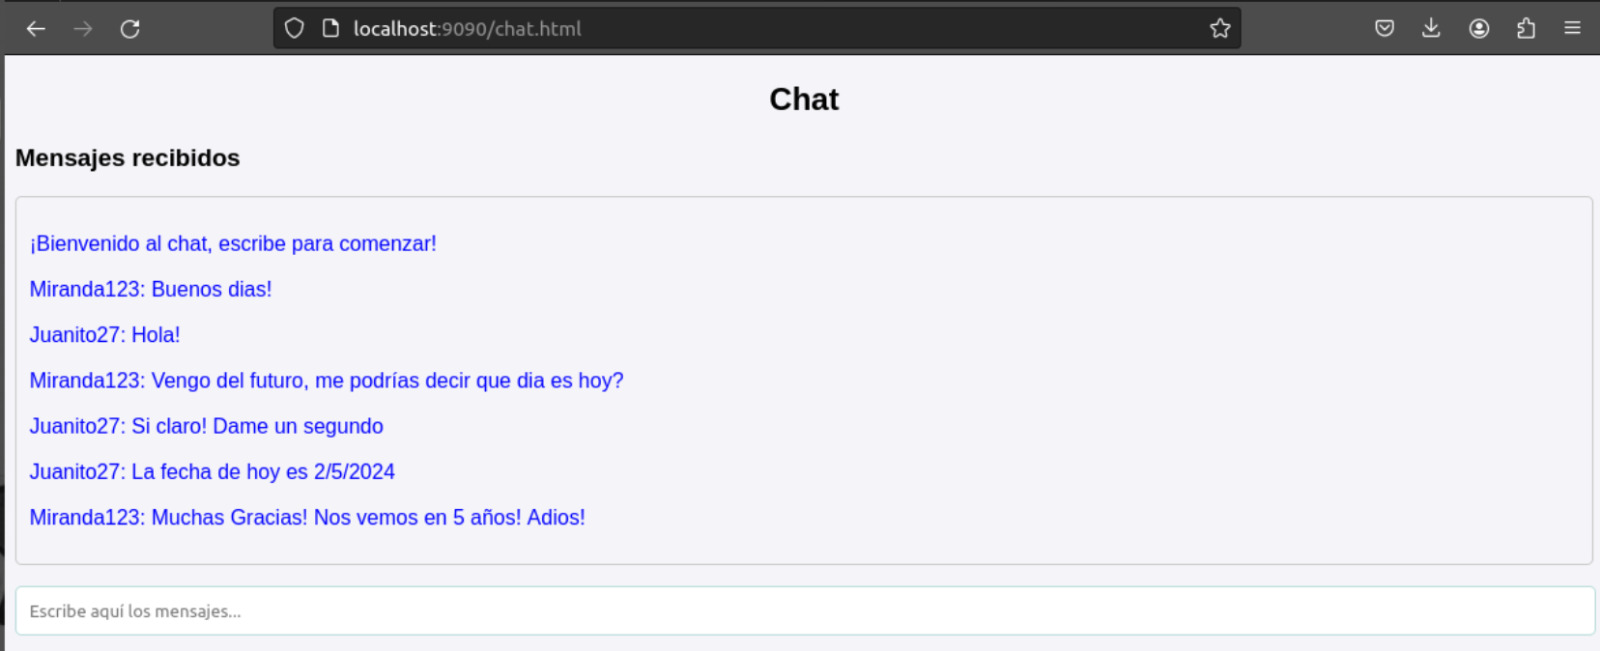 localhost:9090/chat.html
Chat
Mensajes recibidos
¡Bienvenido al chat, escribe para comenzar!
Miranda123: Buenos dias!
Juanito27: Hola!
Miranda123: Vengo del futuro, me podrías decir que dia es hoy?
Juanito27: Si claro! Dame un segundo
Juanito27: La fecha de hoy es 2/5/2024
Miranda123: Muchas Gracias! Nos vemos en 5 años! Adios!
Escribe aquí los mensajes...